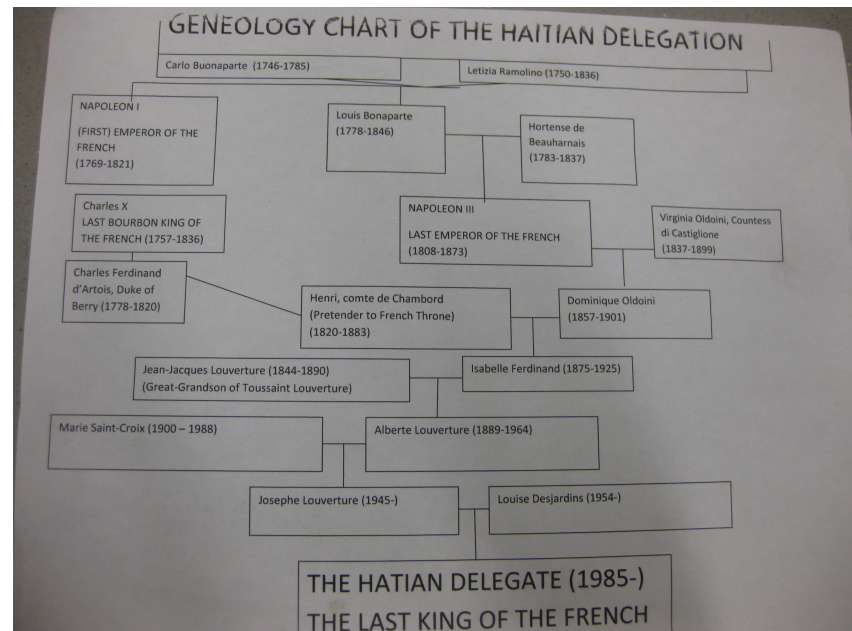 GENEOLOGY CHART OF THE HAITIAN DELEGATION
Carlo Buonaparte (1746-1785)
Letizia Ramolino (1750-1836)
NAPOLEON I
(FIRST) EMPEROR OF THE
FRENCH
(1769-1821)
Louis Bonaparte
(1778-1846)
Hortense de
Beauharnais
(1783-1837)
Charles X
LAST BOURBON KING OF
THE FRENCH (1757-1836)
NAPOLEON III
LAST EMPEROR OF THE FRENCH
(1808-1873)
Virginia Oldoini, Countess
di Castiglione
(1837-1899)
Charles Ferdinand
d’Artois, Duke of
Berry (1778-1820)
Henri, comte de Chambord
(Pretender to French Throne)
(1820-1883)
Dominique Oldoini
(1857-1901)
Jean-Jacques Louverture (1844-1890)
(Great-Grandson of Toussaint Louverture)
Isabelle Ferdinand (1875-1925)
Marie Saint-Croix (1900 – 1988)
Alberte Louverture (1889-1964)
Josephe Louverture (1945-)
Louise Desjardins (1954-)
THE HATIAN DELEGATE (1985-)
THE LAST KING OF THE FRENCH